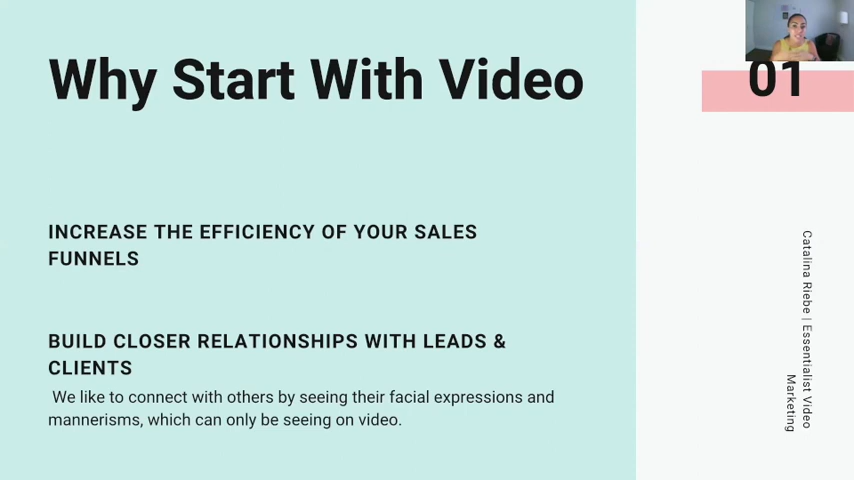 Why Start With Video
01
INCREASE THE EFFICIENCY OF YOUR SALES
FUNNELS
BUILD CLOSER RELATIONSHIPS WITH LEADS &
CLIENTS
We like to connect with others by seeing their facial expressions and
mannerisms, which can only be seeing on video.
Catalina Riebe | Essentialist Video
Marketing